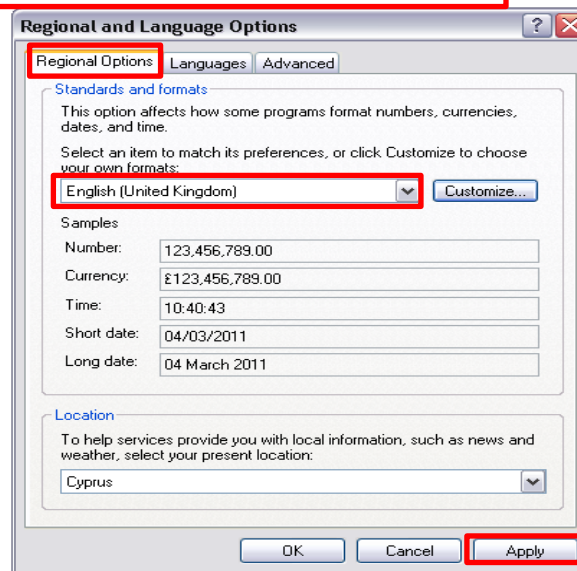 Regional and Language Options
Regional Options Languages Advanced
Standards and formats
This option affects how some programs format numbers, currencies,
dates, and time.
Select an item to match its preferences, or click Customize to choose
your own formats:
English (United Kingdom) Customize...
Samples
Number: 123,456,789.00
Currency: £123,456,789.00
Time: 10:40:43
Short date: 04/03/2011
Long date: 04 March 2011
Location
To help services provide you with local information, such as news and
weather, select your present location:
Cyprus
OK Cancel Apply